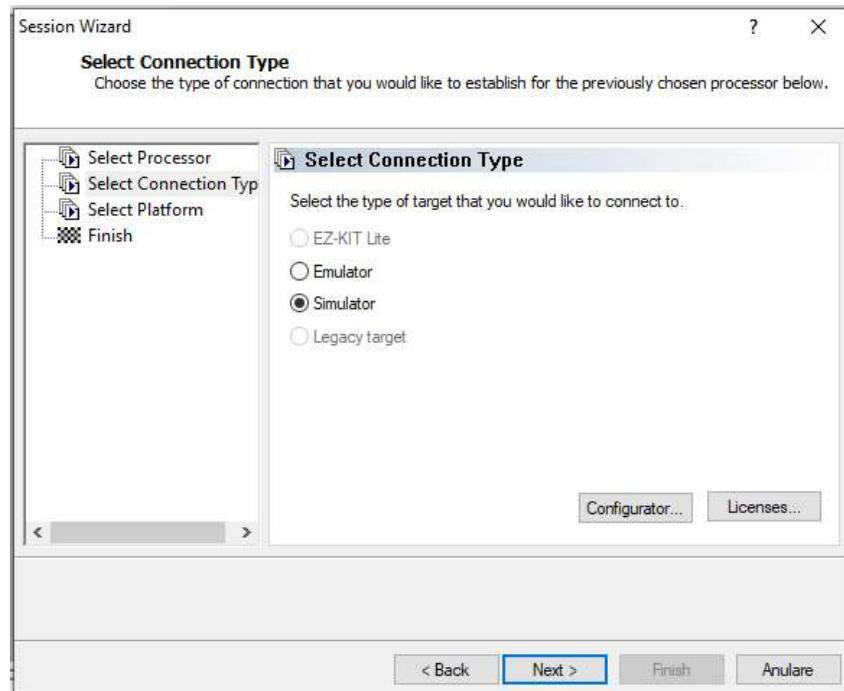 Session Wizard
?
Select Connection Type
Choose the type of connection that you would like to establish for the previously chosen processor below.
Select Processor
Select Connection Typ
Select Platform
Finish
Select Connection Type
Select the type of target that you would like to connect to.
EZ-KIT Lite
Emulator
Simulator
Legacy target
Configurator...
Licenses...
< Back
Next >
Finish
Anulare